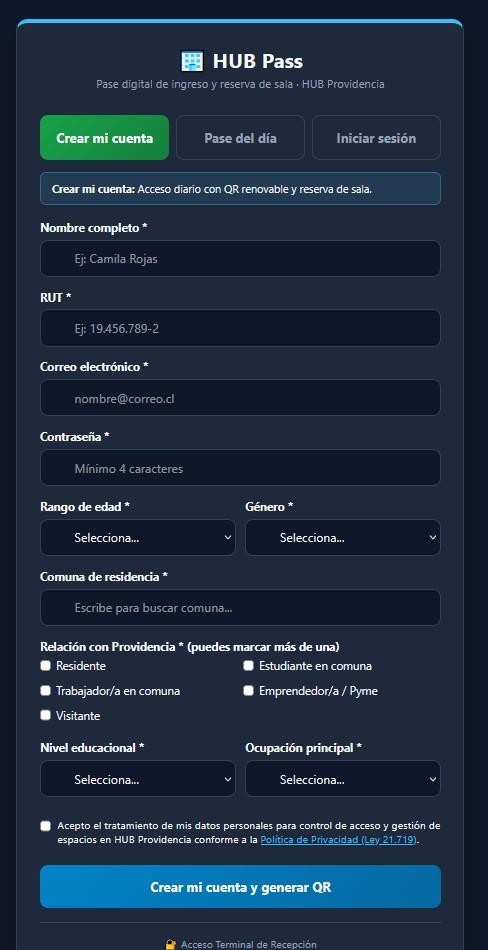 HUB Pass
Pase digital de ingreso y reserva de sala · HUB Providencia
Crear mi cuenta
Pase del día
Iniciar sesión
Crear mi cuenta: Acceso diario con QR renovable y reserva de sala.
Nombre completo *
Ej: Camila Rojas
RUT *
Ej: 19.456.789-2
Correo electrónico *
nombre@correo.cl
Contraseña *
Mínimo 4 caracteres
Rango de edad * Género *
Selecciona... Selecciona...
Comuna de residencia *
Escribe para buscar comuna...
Relación con Providencia * (puedes marcar más de una)
Residente Estudiante en comuna
Trabajador/a en comuna Emprendedor/a / Pyme
Visitante
Nivel educacional * Ocupación principal *
Selecciona... Selecciona...
Acepto el tratamiento de mis datos personales para control de acceso y gestión de
espacios en HUB Providencia conforme a la Política de Privacidad (Ley 21.719).
Crear mi cuenta y generar QR
Acceso Terminal de Recepción